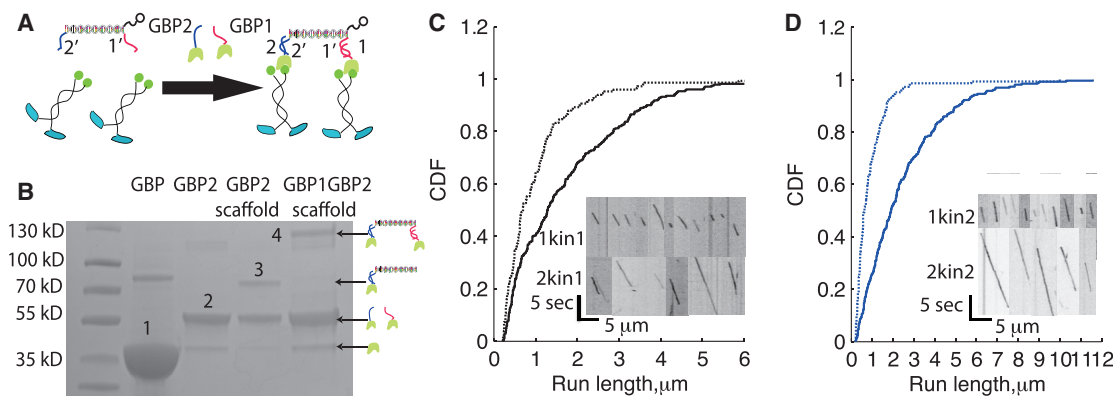 A
GBP2 GBP1
2’ 1’
2 2’ 1’ 1
B
GBP GBP2 GBP2 GBP1GBP2
scaffold scaffold
130 kD
100 kD
70 kD
55 kD
35 kD
1
2
3
4
C
CDF
1.2
1
0.8
0.6
0.4
0.2
0
0 1 2 3 4 5 6
Run length,μm
1kin1
2kin1
5 sec
5 μm
D
CDF
1.2
1
0.8
0.6
0.4
0.2
0
0 1 2 3 4 5 6 7 8 9 10 11 12
Run length,μm
1kin2
2kin2
5 sec
5 μm